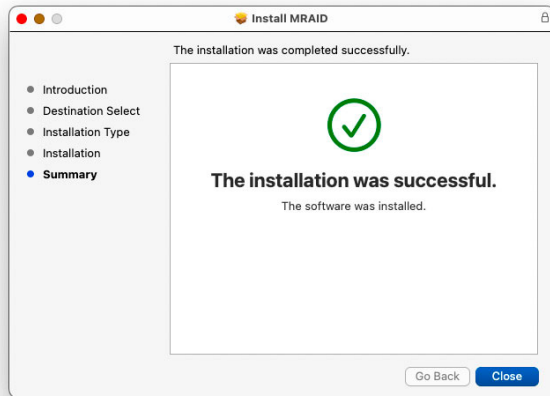 Install MRAID
The installation was completed successfully.
Introduction
Destination Select
Installation Type
Installation
Summary
The installation was successful.
The software was installed.
Go Back
Close